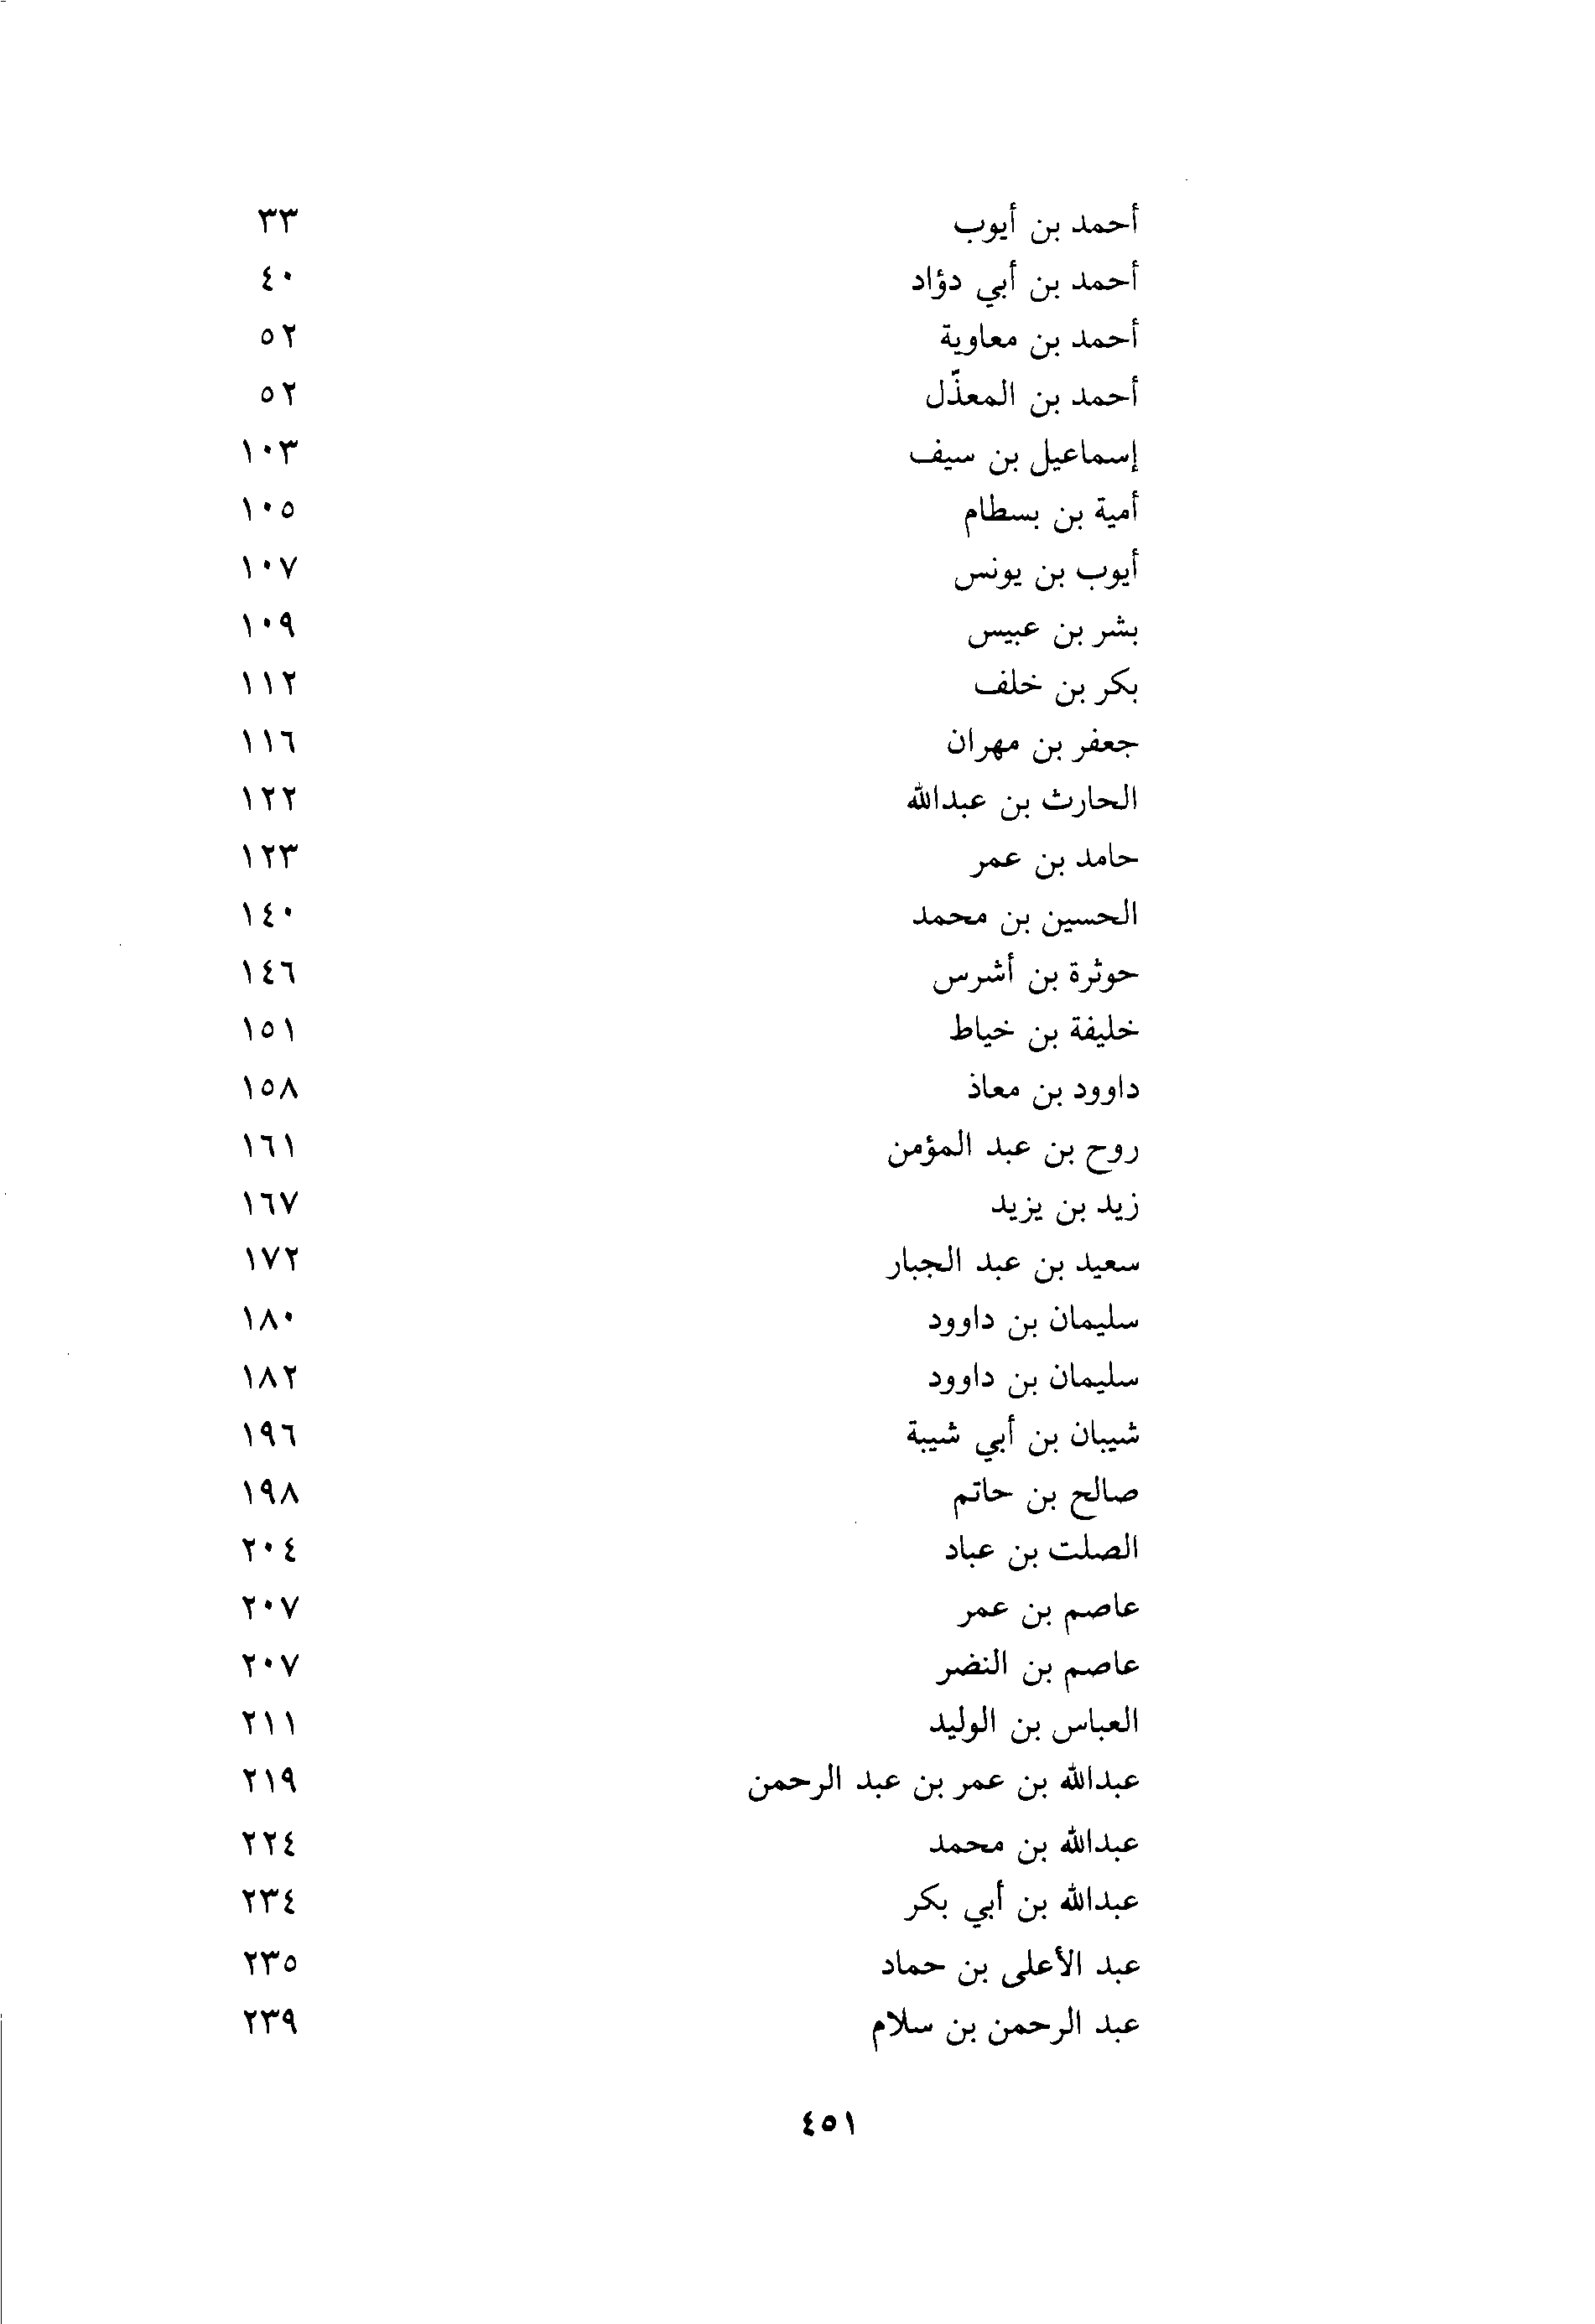 أحمد بن أيوب ٣٣
أحمد بن أبي دؤاد ٤٠
أحمد بن معاوية ٥٢
أحمد بن المعذّل ٥٢
إسماعيل بن سيف ١٠٣
أمية بن بسطام ١٠٥
أيوب بن يونس ١٠٧
بشر بن عبيس ١٠٩
بكر بن خلف ١١٢
جعفر بن مهران ١١٦
الحارث بن عبدالله ١٢٢
حامد بن عمر ١٢٣
الحسين بن محمد ١٤٠
حوثرة بن أشرس ١٤٦
خليفة بن خياط ١٥١
داوود بن معاذ ١٥٨
روح بن عبد المؤمن ١٦١
زيد بن يزيد ١٦٧
سعيد بن عبد الجبار ١٧٢
سليمان بن داوود ١٨٠
سليمان بن داوود ١٨٢
شيبان بن أبي شيبة ١٩٦
صالح بن حاتم ١٩٨
الصلت بن عباد ٢٠٤
عاصم بن عمر ٢٠٧
عاصم بن النضر ٢٠٧
العباس بن الوليد ٢١١
عبدالله بن عمر بن عبد الرحمن ٢١٩
عبدالله بن محمد ٢٢٤
عبدالله بن أبي بكر ٢٣٤
عبد الأعلى بن حماد ٢٣٥
عبد الرحمن بن سلام ٢٣٩
٤٥١